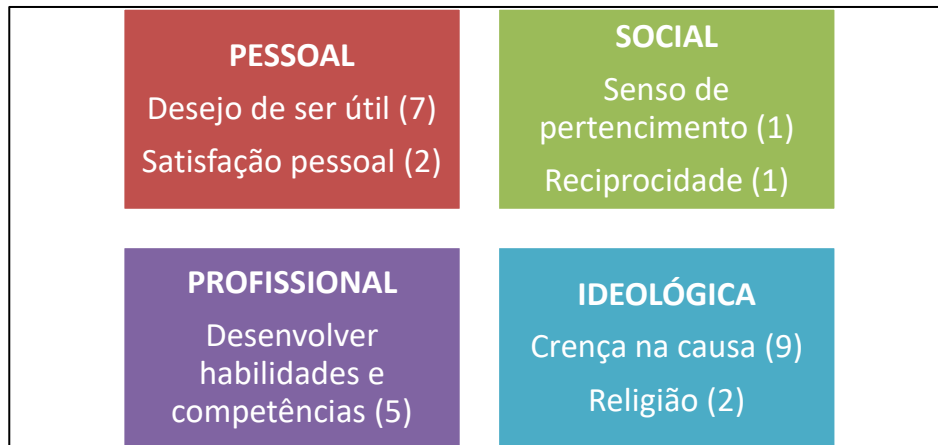 PESSOAL
Desejo de ser útil (7)
Satisfação pessoal (2)
SOCIAL
Senso de
pertencimento (1)
Reciprocidade (1)
PROFISSIONAL
Desenvolver
habilidades e
competências (5)
IDEOLÓGICA
Crença na causa (9)
Religião (2)